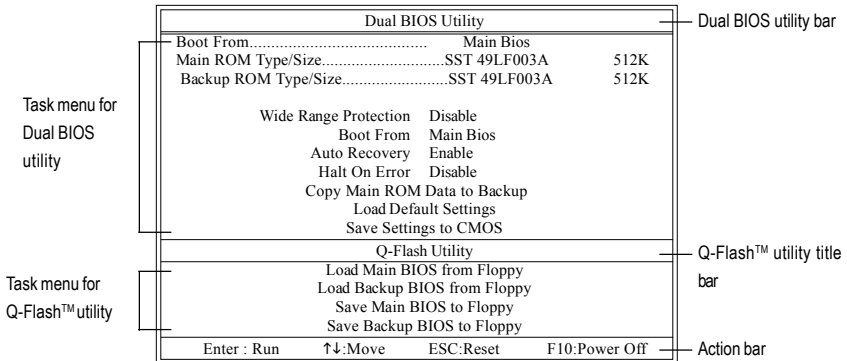 Dual BIOS Utility
Dual BIOS utility bar
Boot From........................................ Main Bios
Main ROM Type/Size.............................SST 49LF003A 512K
Backup ROM Type/Size.........................SST 49LF003A 512K
Task menu for
Dual BIOS
utility
Wide Range Protection Disable
Boot From Main Bios
Auto Recovery Enable
Halt On Error Disable
Copy Main ROM Data to Backup
Load Default Settings
Save Settings to CMOS
Q-Flash Utility
Q-Flash™ utility title
bar
Task menu for
Q-Flash™ utility
Load Main BIOS from Floppy
Load Backup BIOS from Floppy
Save Main BIOS to Floppy
Save Backup BIOS to Floppy
Enter : Run ↑↓:Move ESC:Reset F10:Power Off
Action bar